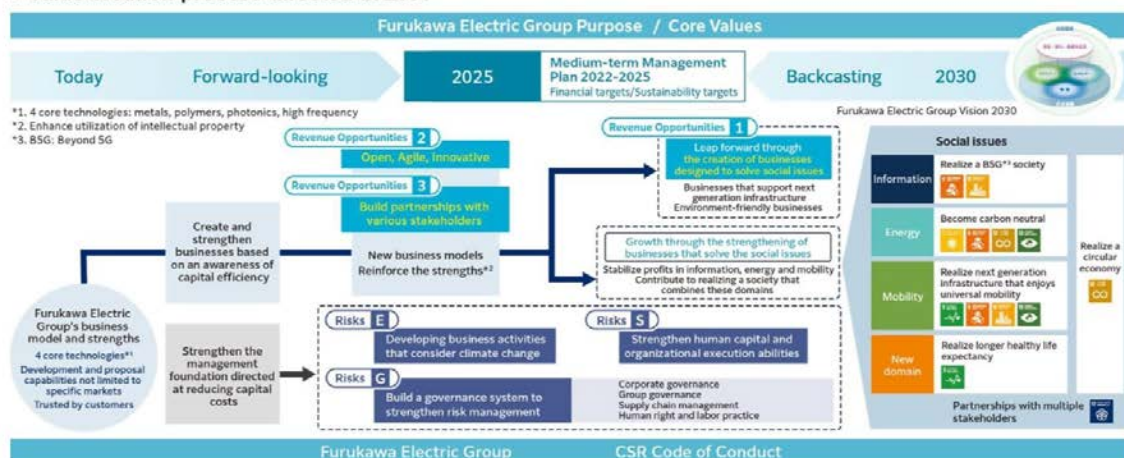 Furukawa Electric Group Purpose / Core Values
Today
Forward-looking
2025
Medium-term Management
Plan 2022-2025
Financial targets/Sustainability targets
Backcasting
2030
*1. 4 core technologies: metals, polymers, photonics, high frequency
*2. Enhance utilization of intellectual property
*3. B5G: Beyond 5G
Furukawa Electric Group Vision 2030
Revenue Opportunities 2
Open, Agile, Innovative
Revenue Opportunities 3
Build partnerships with
various stakeholders
New business models
Reinforce the strengths*2
Create and
strengthen
businesses based
on an awareness of
capital efficiency
Revenue Opportunities 1
Leap forward through
the creation of businesses
designed to solve social issues
Businesses that support next
generation infrastructure
Environment-friendly businesses
Growth through the strengthening of
businesses that solve the social issues
Stabilize profits in information, energy and mobility
Contribute to realizing a society that
combines these domains
Furukawa Electric
Group's business
model and strengths
4 core technologies*1
Development and proposal
capabilities not limited to
specific markets
Trusted by customers
Strengthen the
management
foundation directed
at reducing capital
costs
Risks E
Developing business activities
that consider climate change
Risks S
Strengthen human capital and
organizational execution abilities
Risks G
Build a governance system to
strengthen risk management
Corporate governance
Group governance
Supply chain management
Human right and labor practice
Social issues
Information
Realize a B5G*3 society
Energy
Become carbon neutral
Mobility
Realize next generation
infrastructure that enjoys
universal mobility
New
domain
Realize longer healthy life
expectancy
Realize a
circular
economy
Partnerships with multiple
stakeholders
Furukawa Electric Group
CSR Code of Conduct